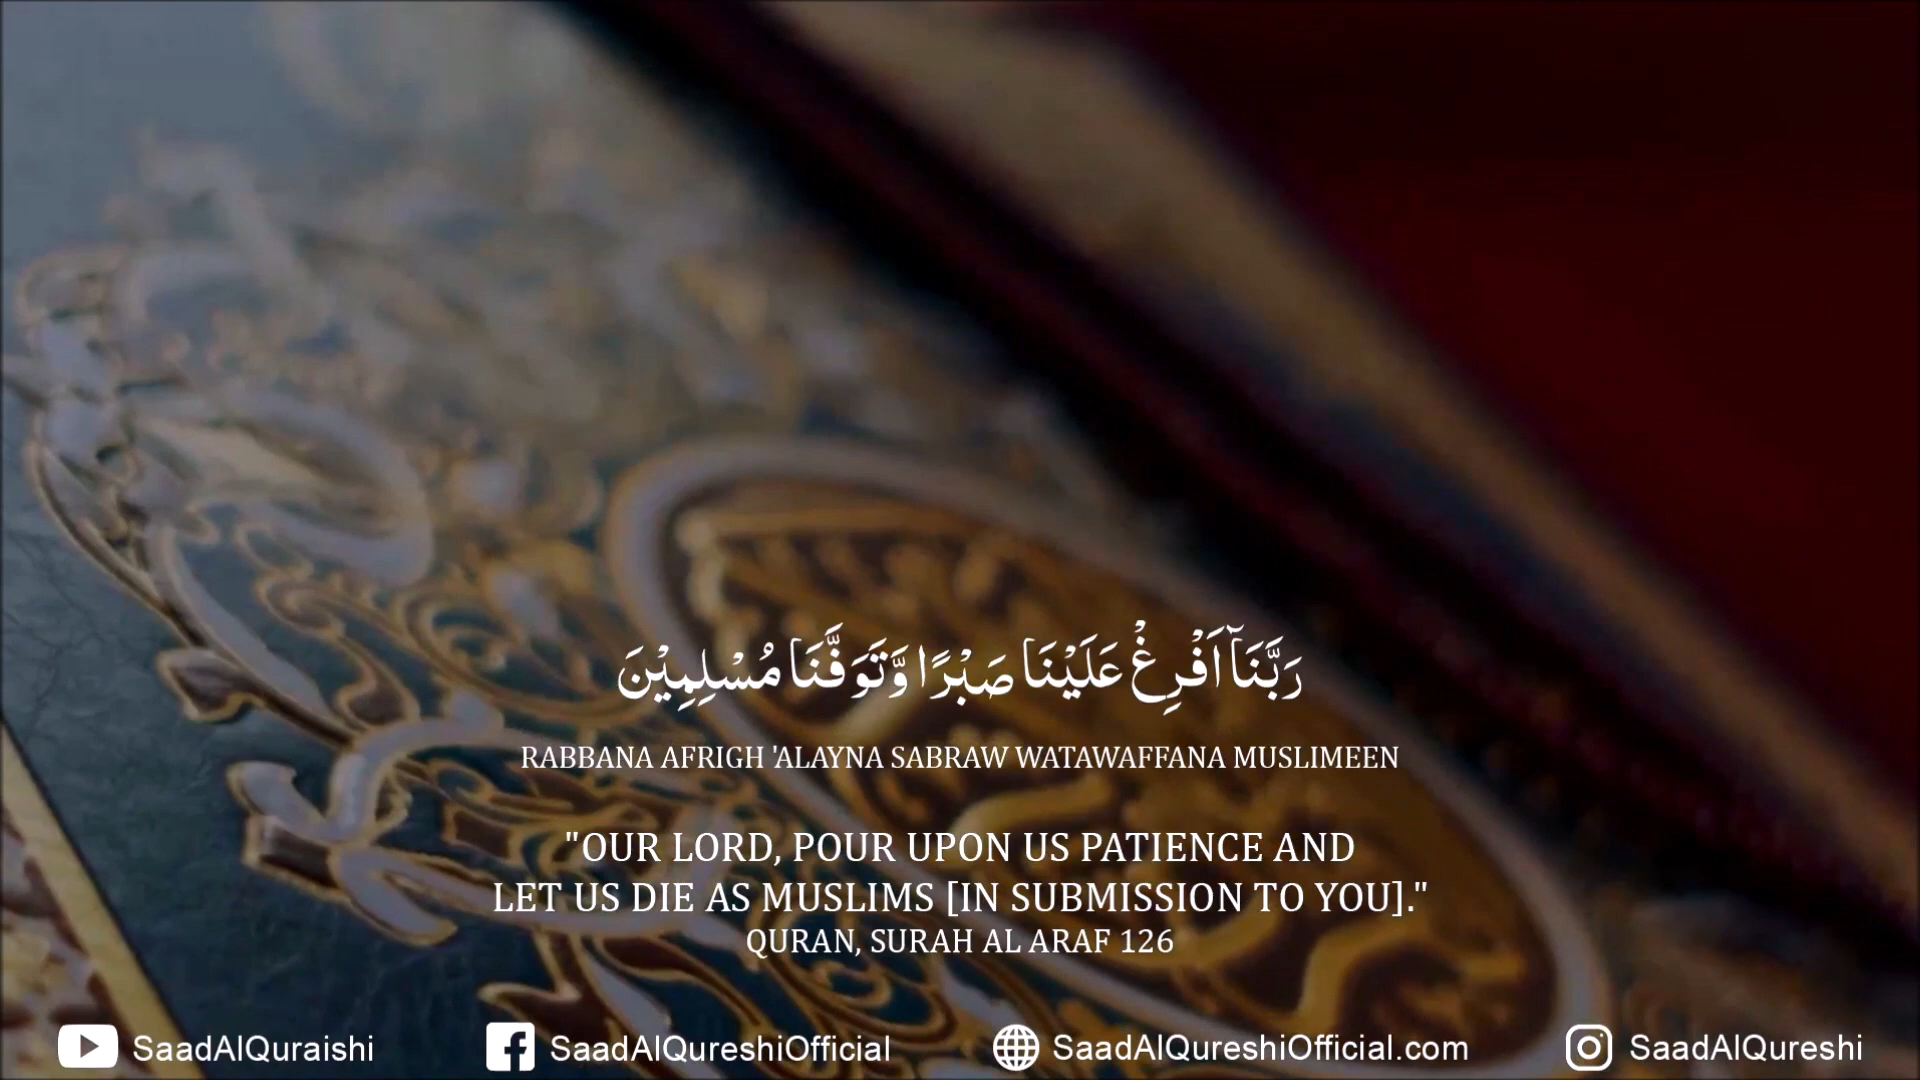 رَبَّنَآ اَفْرِغْ عَلَيْنَا صَبْرًا وَّتَوَفَّنَا مُسْلِمِيْنَ
RABBANA AFRIGH 'ALAYNA SABRAW WATAWAFFANA MUSLIMEEN
"OUR LORD, POUR UPON US PATIENCE AND
LET US DIE AS MUSLIMS [IN SUBMISSION TO YOU]."
QURAN, SURAH AL ARAF 126
SaadAlQuraishi SaadAlQureshiOfficial SaadAlQureshiOfficial.com SaadAlQureshi